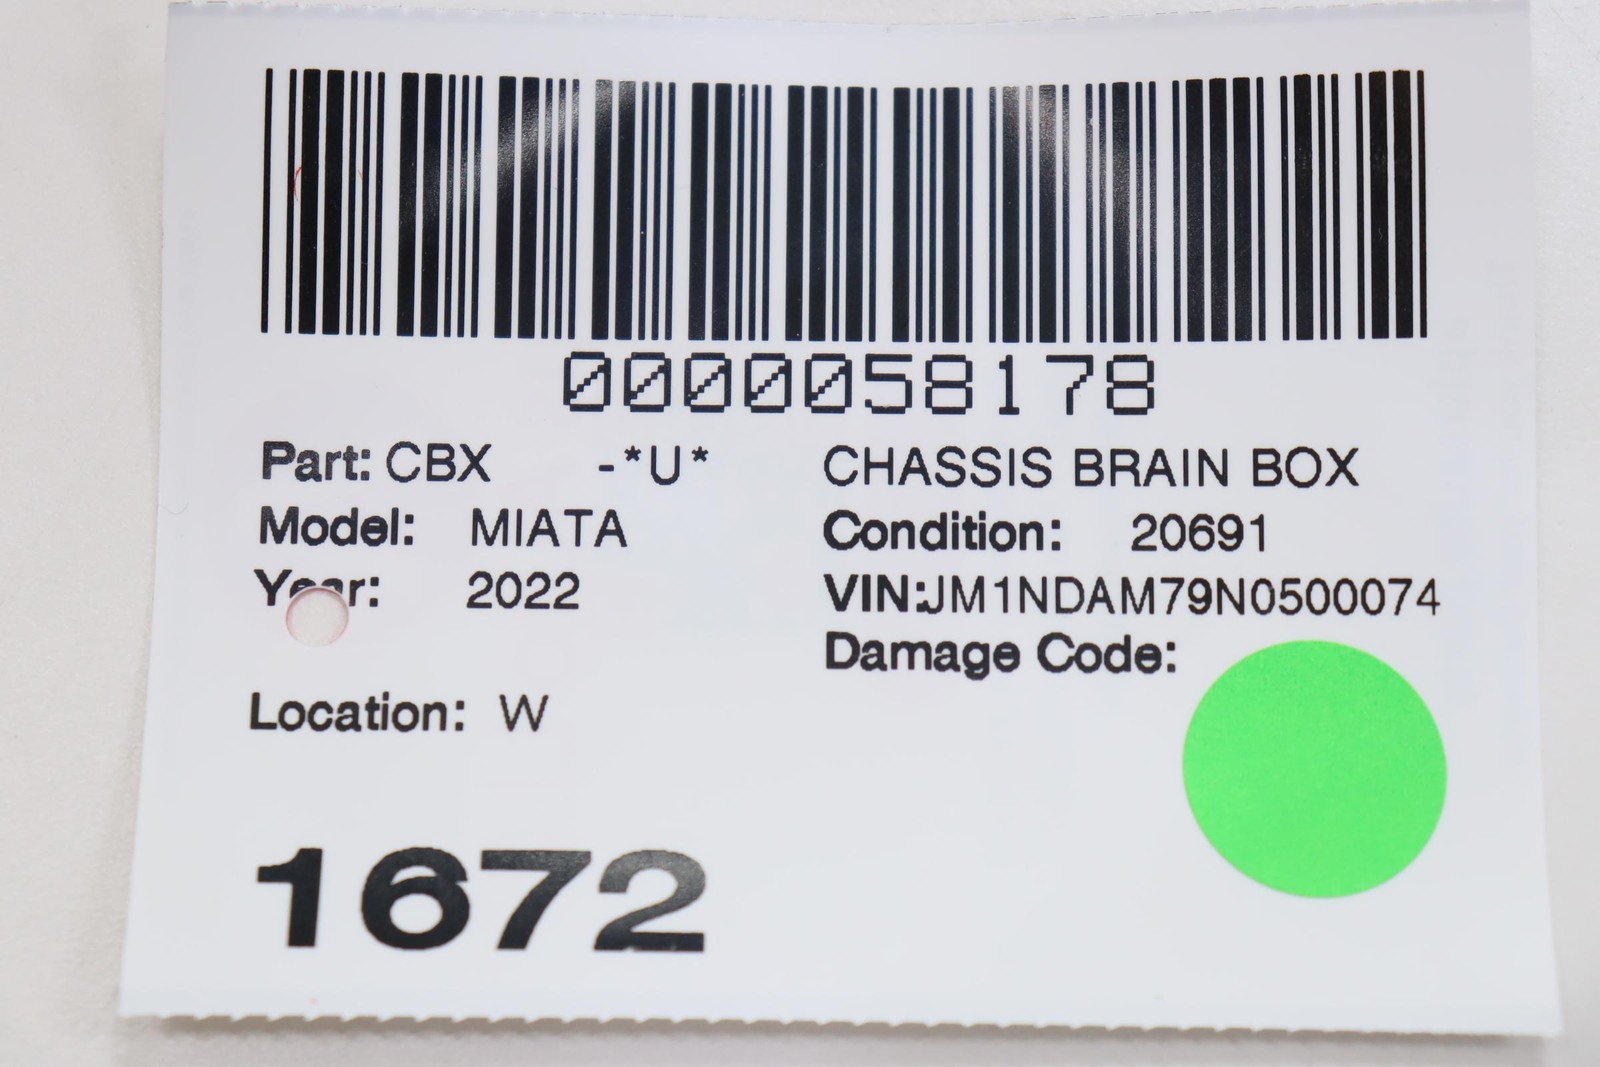 0000058178
Part: CBX -*U* CHASSIS BRAIN BOX
Model: MIATA Condition: 20691
Year: 2022 VIN:JM1NDAM79N0500074
Damage Code:
Location: W
1672